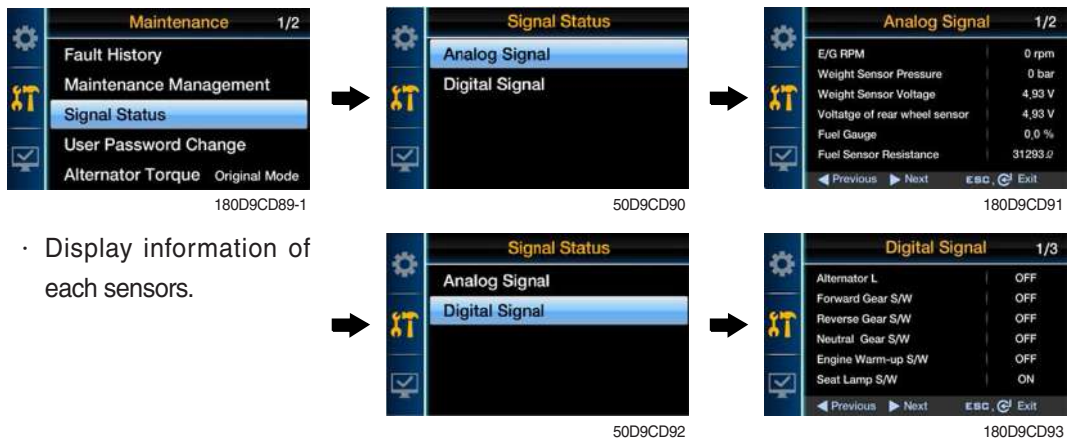 Maintenance 1/2
Fault History
Maintenance Management
Signal Status
User Password Change
Alternator Torque Original Mode
180D9CD89-1
Signal Status
Analog Signal
Digital Signal
50D9CD90
Analog Signal 1/2
E/G RPM 0 rpm
Weight Sensor Pressure 0 bar
Weight Sensor Voltage 4,93 V
Voltatge of rear wheel sensor 4,93 V
Fuel Gauge 0,0 %
Fuel Sensor Resistance 31293Ω
Previous Next ESC, Exit
180D9CD91
· Display information of
each sensors.
Signal Status
Analog Signal
Digital Signal
50D9CD92
Digital Signal 1/3
Alternator L OFF
Forward Gear S/W OFF
Reverse Gear S/W OFF
Neutral Gear S/W OFF
Engine Warm-up S/W OFF
Seat Lamp S/W ON
Previous Next ESC, Exit
180D9CD93